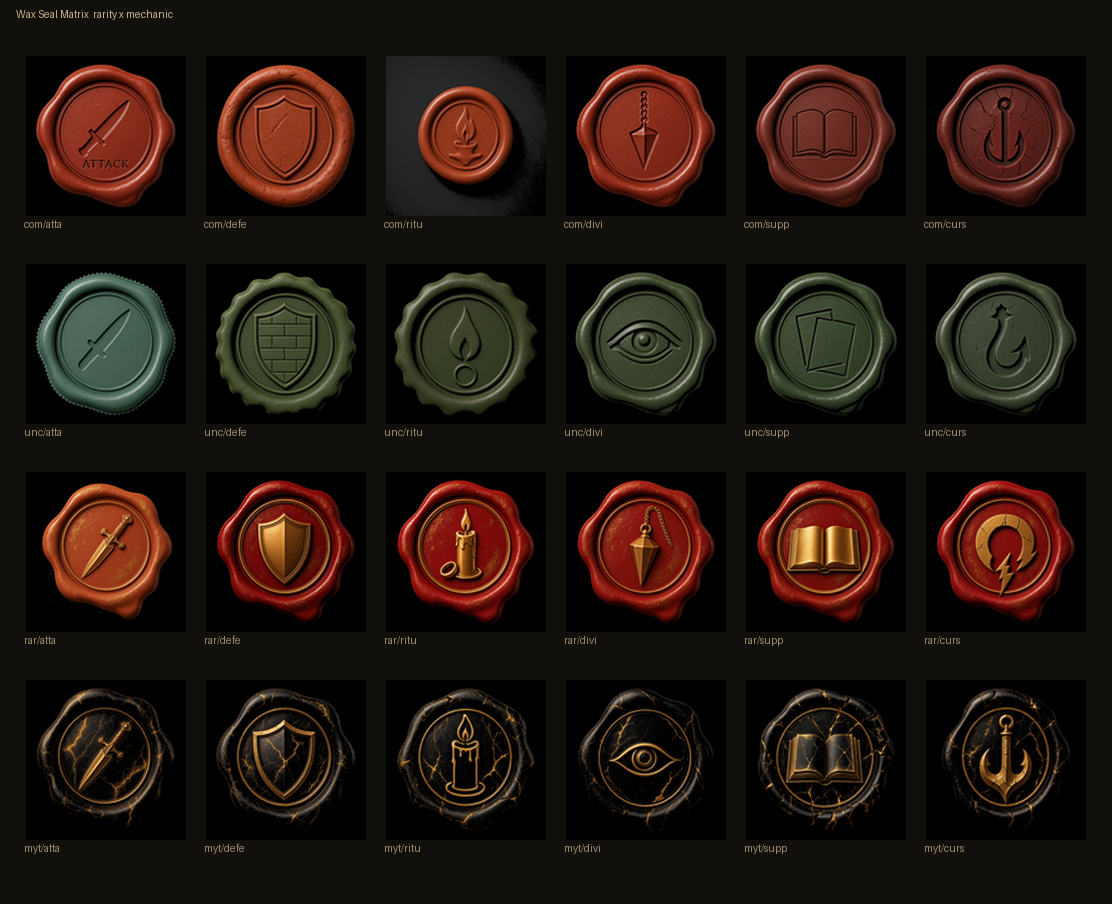 Wax Seal Matrix rarity x mechanic
ATTACK
com/atta com/defe com/ritu com/divi com/supp com/curs
unc/atta unc/defe unc/ritu unc/divi unc/supp unc/curs
rar/atta rar/defe rar/ritu rar/divi rar/supp rar/curs
myt/atta myt/defe myt/ritu myt/divi myt/supp myt/curs